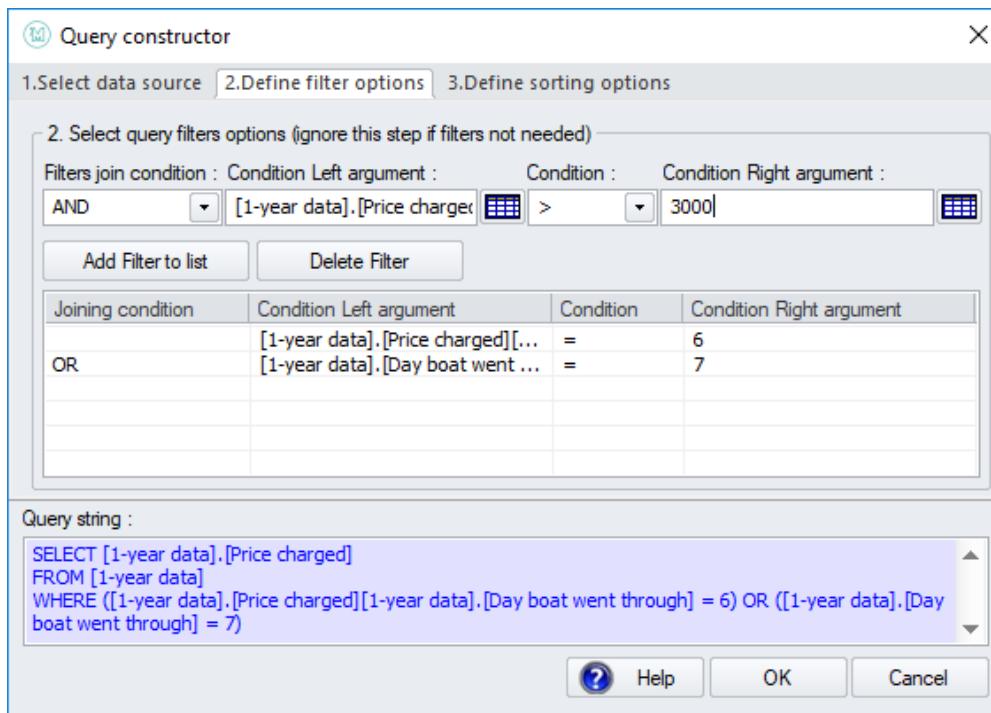 Query constructor
1.Select data source 2.Define filter options 3.Define sorting options
2. Select query filters options (ignore this step if filters not needed)
Filters join condition : Condition Left argument : Condition : Condition Right argument :
AND [1-year data].[Price charged > 3000
Add Filter to list Delete Filter
Joining condition Condition Left argument Condition Condition Right argument
[1-year data].[Price charged][... = 6
OR [1-year data].[Day boat went ... = 7
Query string :
SELECT [1-year data].[Price charged]
FROM [1-year data]
WHERE ([1-year data].[Price charged][1-year data].[Day boat went through] = 6) OR ([1-year data].[Day
boat went through] = 7)
Help OK Cancel